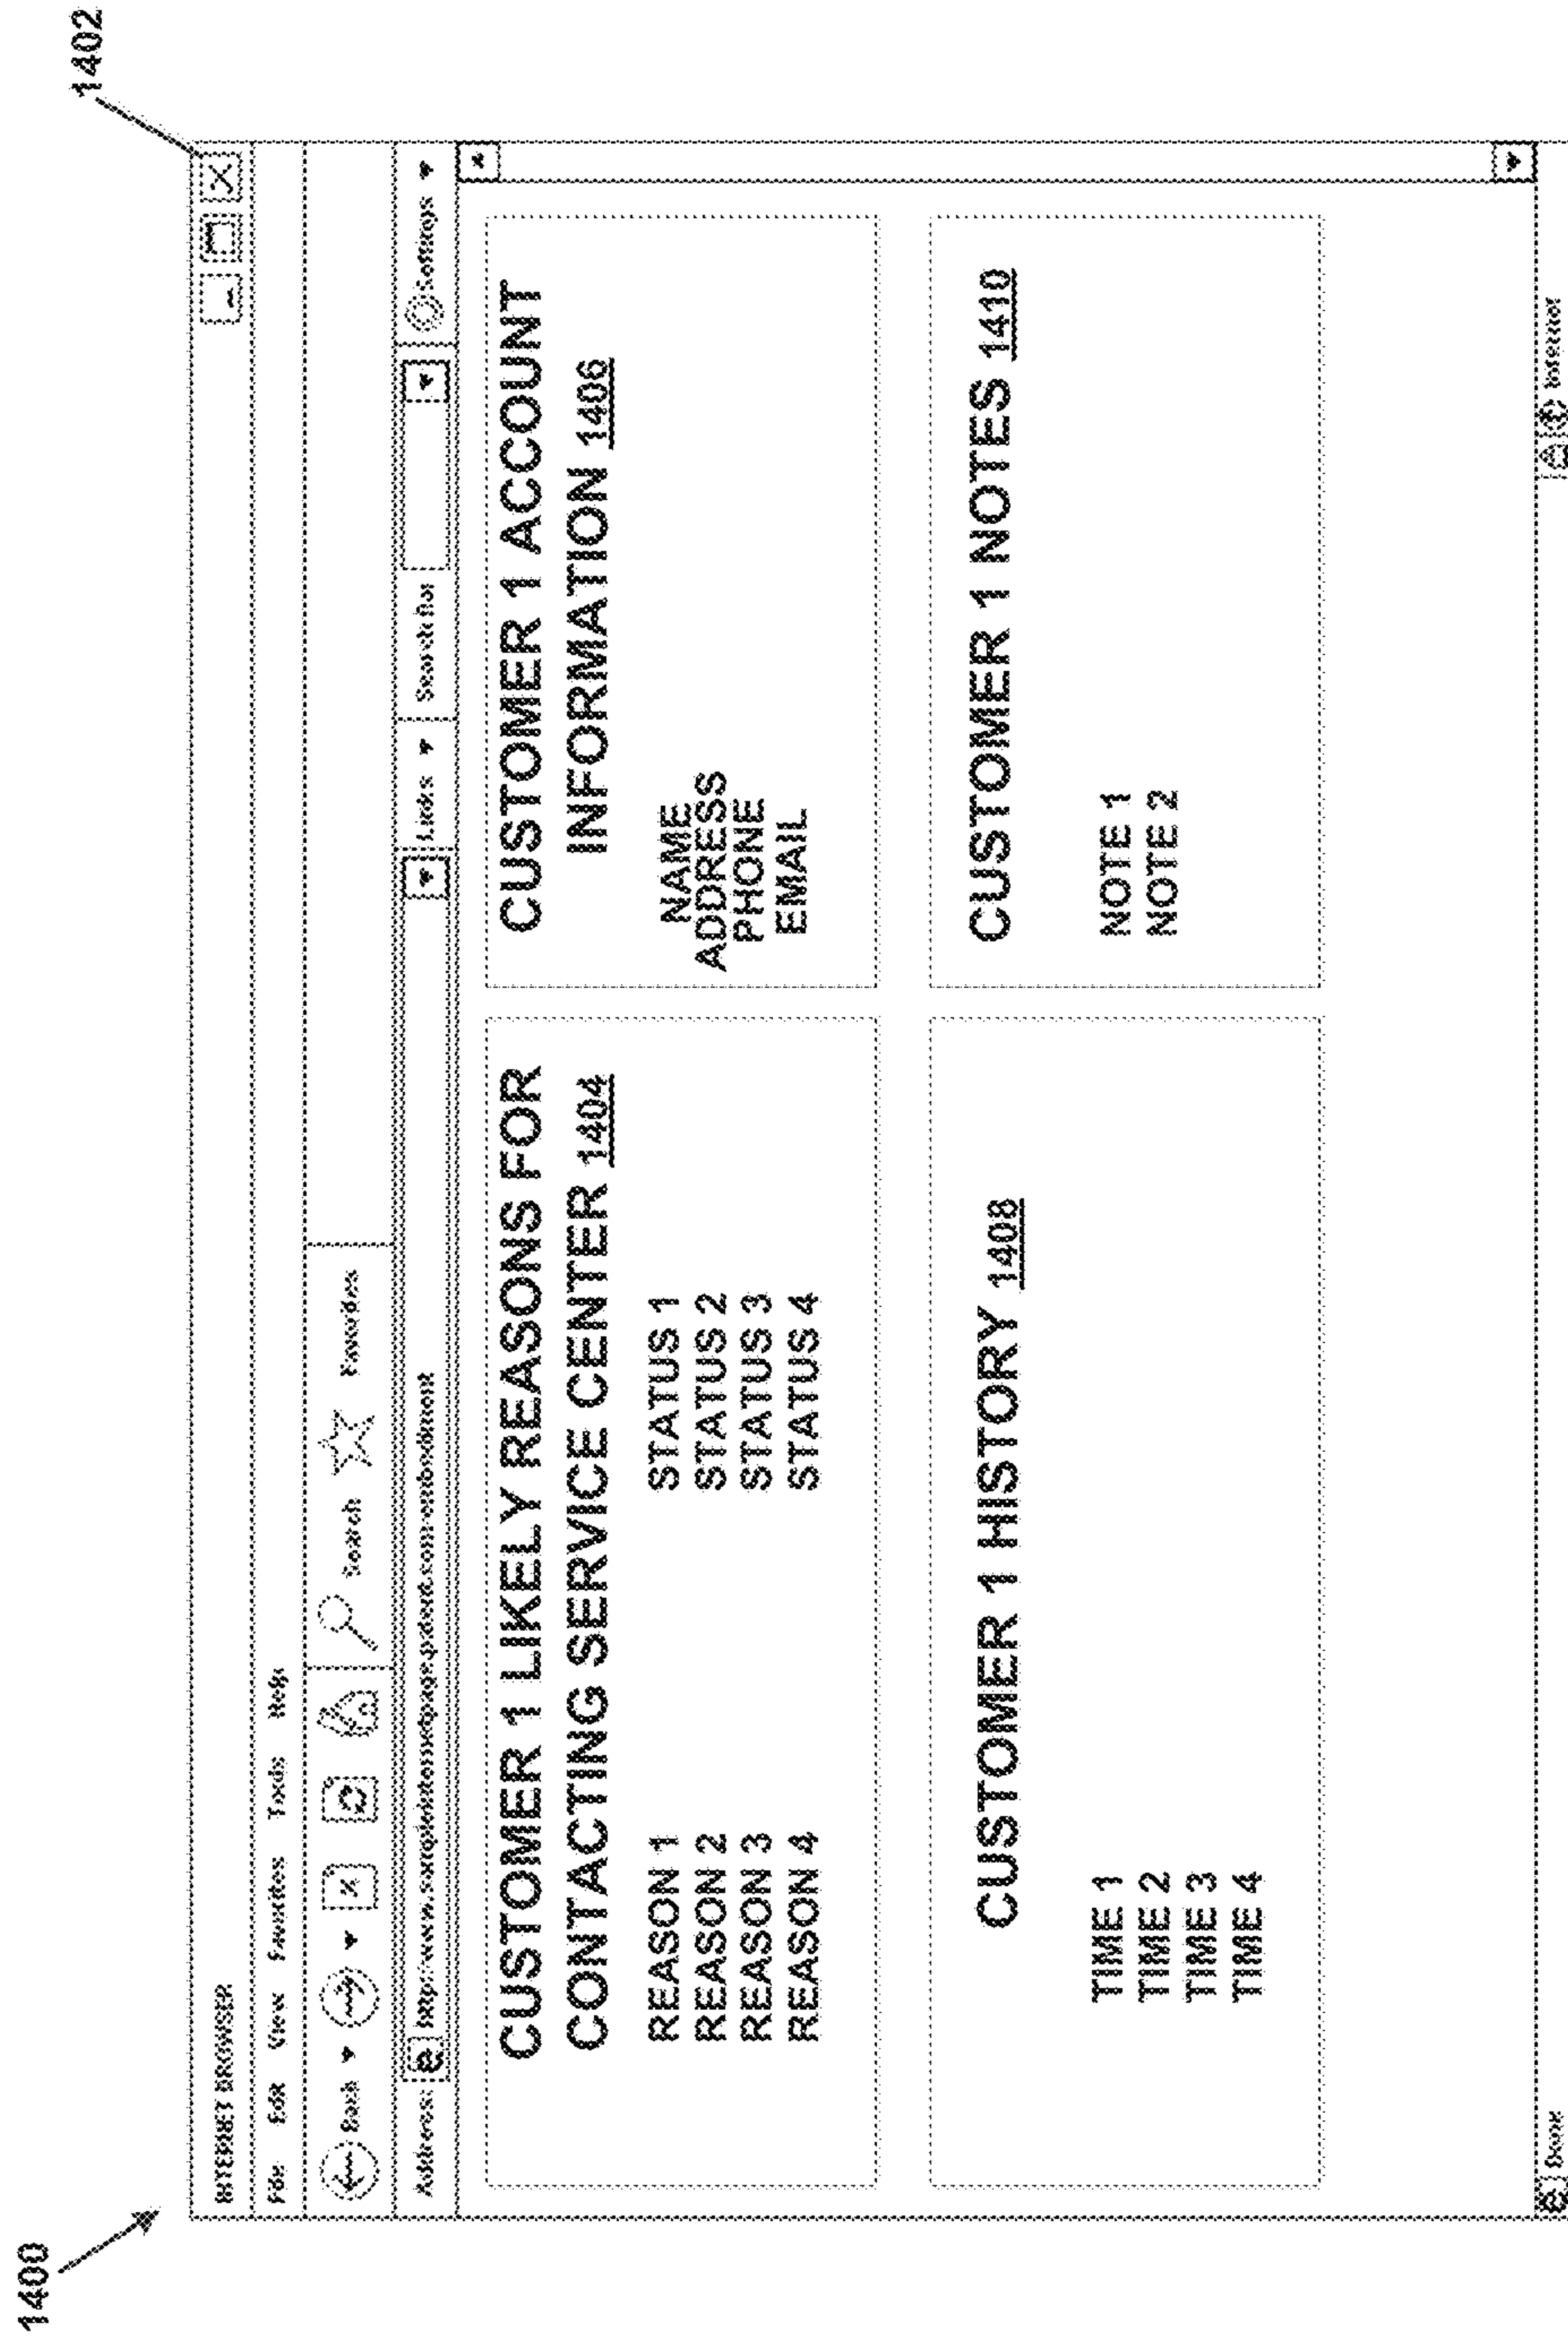 1400
1402
INTERNET BROWSER
File Edit View Favorites Tools Help
Back Search Favorites
Address: Links Search for Settings
CUSTOMER 1 LIKELY REASONS FOR
CONTACTING SERVICE CENTER 1404
REASON 1 STATUS 1
REASON 2 STATUS 2
REASON 3 STATUS 3
REASON 4 STATUS 4
CUSTOMER 1 ACCOUNT
INFORMATION 1406
NAME
ADDRESS
PHONE
EMAIL
CUSTOMER 1 HISTORY 1408
TIME 1
TIME 2
TIME 3
TIME 4
CUSTOMER 1 NOTES 1410
NOTE 1
NOTE 2
Done Internet